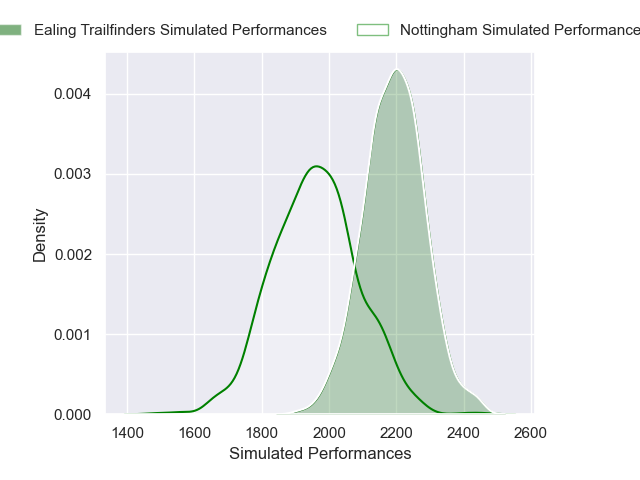 Ealing Trailfinders Simulated Performances
Nottingham Simulated Performance
0.004
0.003
0.002
0.001
0.000
Density
1400 1600 1800 2000 2200 2400 2600
Simulated Performances